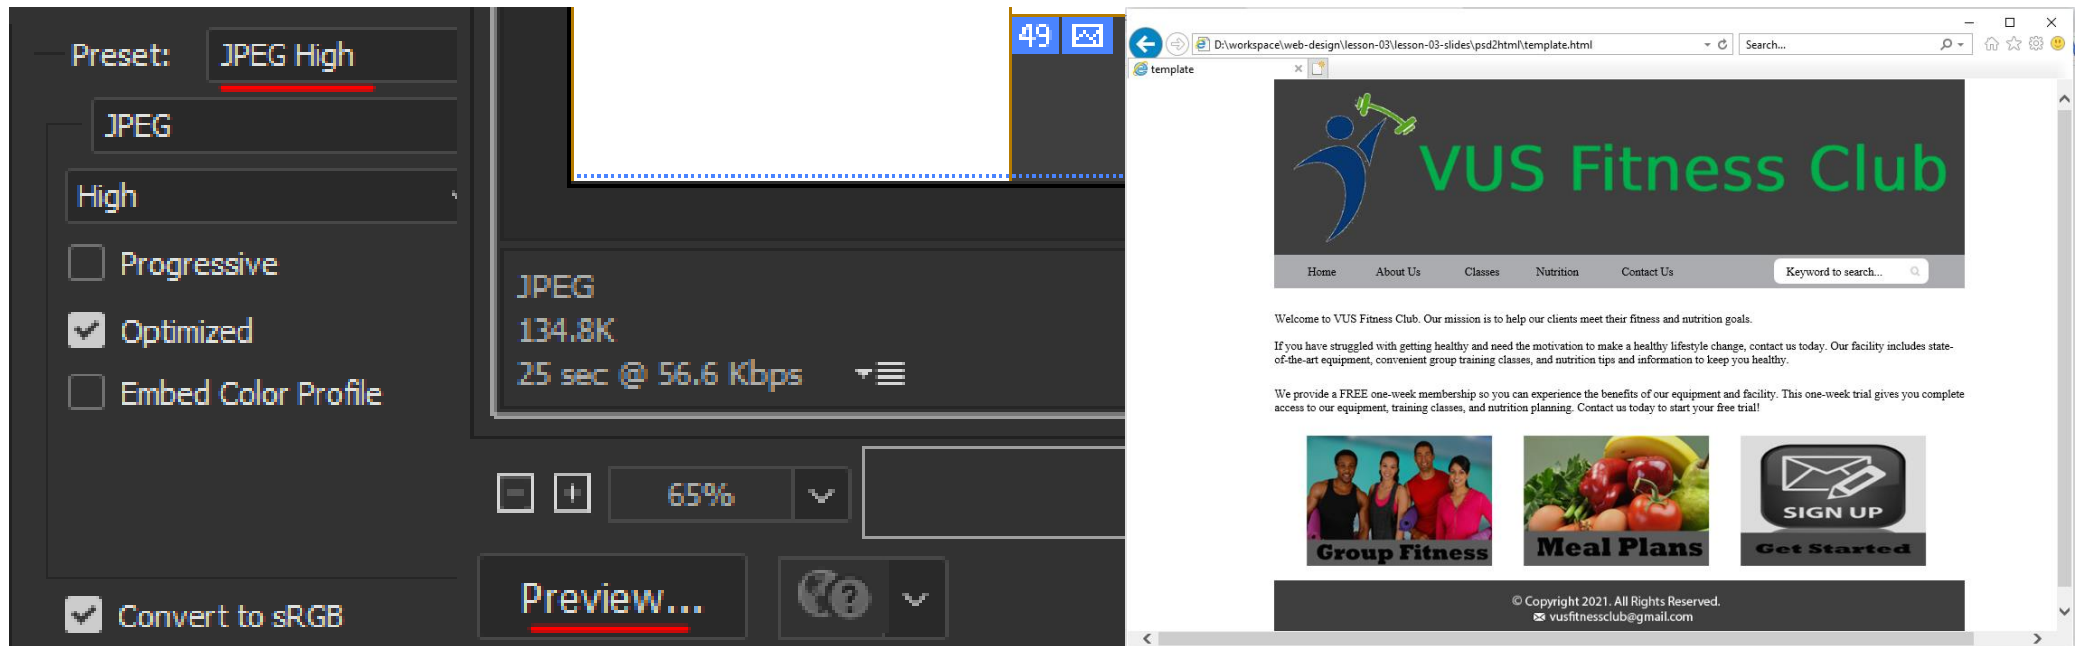 Preset:
JPEG High
JPEG
High
Progressive
Optimized
Embed Color Profile
Convert to sRGB
49
JPEG
134.8K
25 sec @ 56.6 Kbps
65%
Preview...
D:\workspace\web-design\lesson-03\lesson-03-slides\psd2html\template.html
Search...
template
VUS Fitness Club
Home
About Us
Classes
Nutrition
Contact Us
Keyword to search...
Welcome to VUS Fitness Club. Our mission is to help our clients meet their fitness and nutrition goals.
If you have struggled with getting healthy and need the motivation to make a healthy lifestyle change, contact us today. Our facility includes state-
of-the-art equipment, convenient group training classes, and nutrition tips and information to keep you healthy.
We provide a FREE one-week membership so you can experience the benefits of our equipment and facility. This one-week trial gives you complete
access to our equipment, training classes, and nutrition planning. Contact us today to start your free trial!
Group Fitness
Meal Plans
SIGN UP
Get Started
© Copyright 2021. All Rights Reserved.
vusfitnessclub@gmail.com